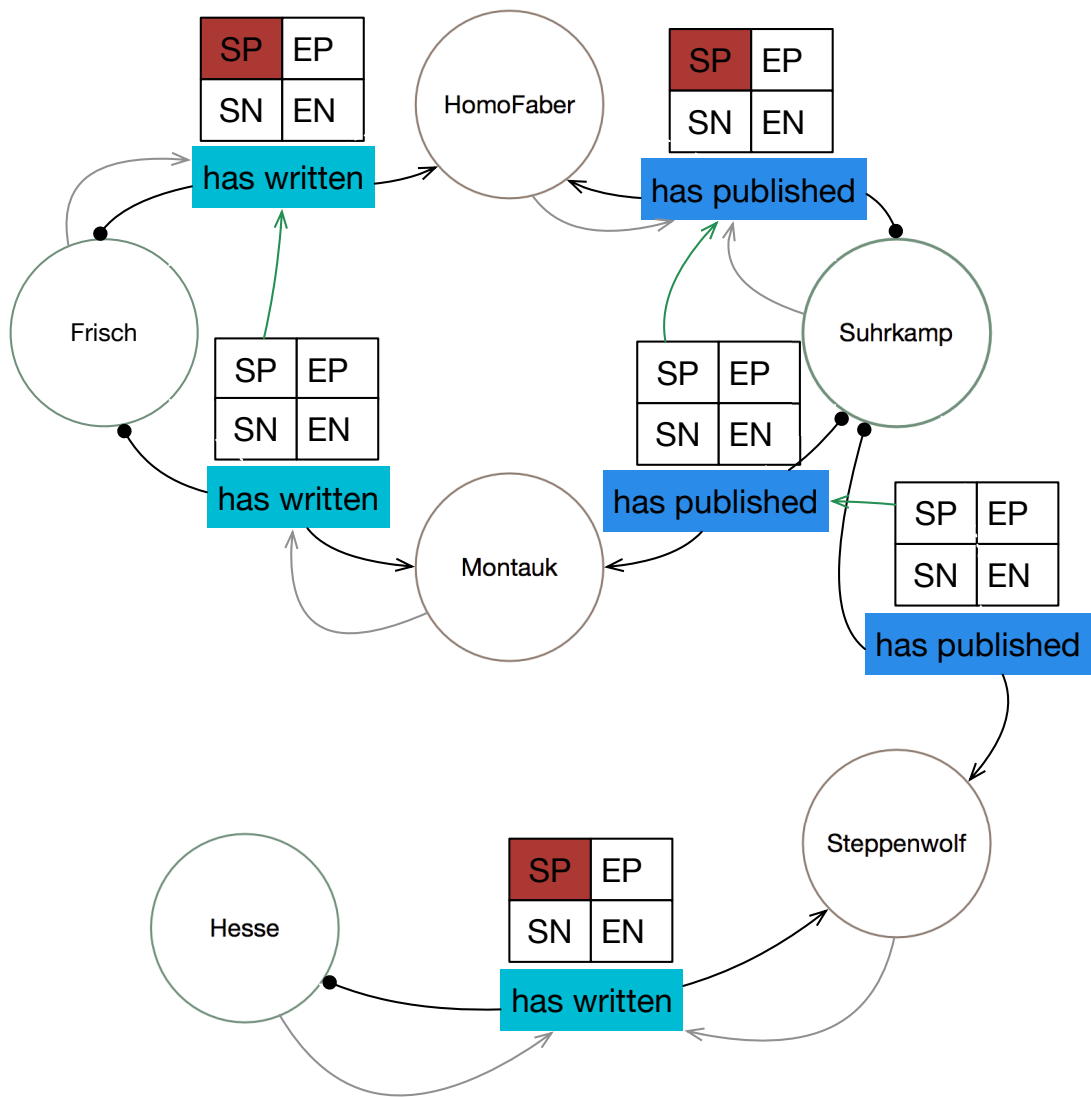 SP EP
SN EN
has written
HomoFaber
SP EP
SN EN
has published
Frisch
Suhrkamp
SP EP
SN EN
has written
SP EP
SN EN
has published
Montauk
SP EP
SN EN
has published
Steppenwolf
Hesse
SP EP
SN EN
has written